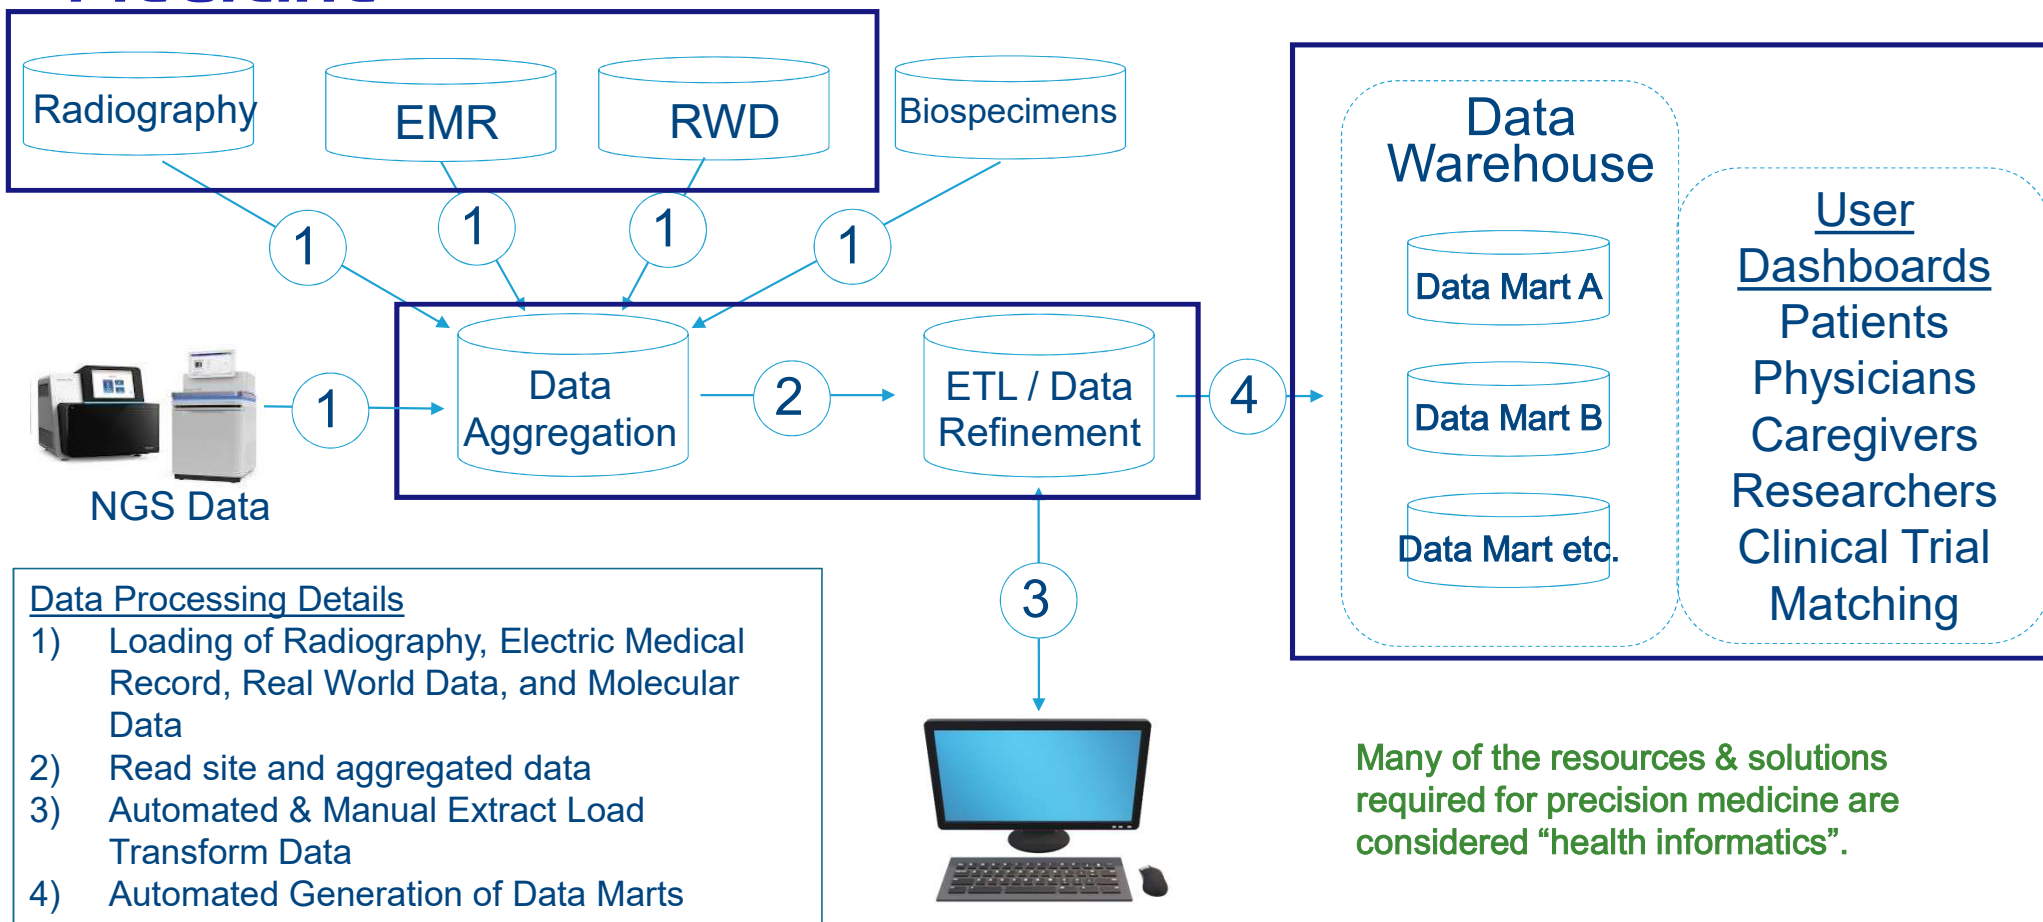 Medicine
Radiography
EMR
RWD
Biospecimens
1
1
1
1
Data
Warehouse
User
Dashboards
Patients
Physicians
Caregivers
Researchers
Clinical Trial
Matching
Data Mart A
Data Mart B
Data Mart etc.
1
Data
Aggregation
2
ETL / Data
Refinement
4
NGS Data
3
Data Processing Details
1) Loading of Radiography, Electric Medical
Record, Real World Data, and Molecular
Data
2) Read site and aggregated data
3) Automated & Manual Extract Load
Transform Data
4) Automated Generation of Data Marts
Many of the resources & solutions
required for precision medicine are
considered “health informatics”.